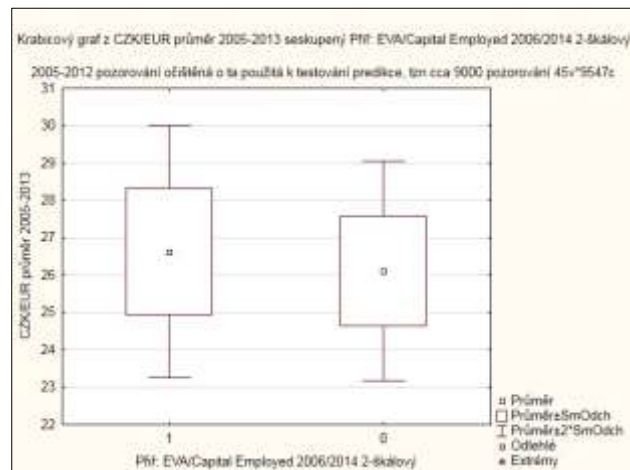 Krabicový graf z CZK/EUR průměr 2005-2013 seskupený Příř: EVA/Capital Employed 2006/2014 2-škálový
2005-2012 pozorování očištěná o ta použitá k testování predikce, tzn cca 9000 pozorování 45v*9547c
CZK/EUR průměr 2005-2013
31
30
29
28
27
26
25
24
23
22
1
0
Příř: EVA/Capital Employed 2006/2014 2-škálový
Průměr
Průměr±SmOdch
Průměr±2*SmOdch
Odlehlé
Extrémy